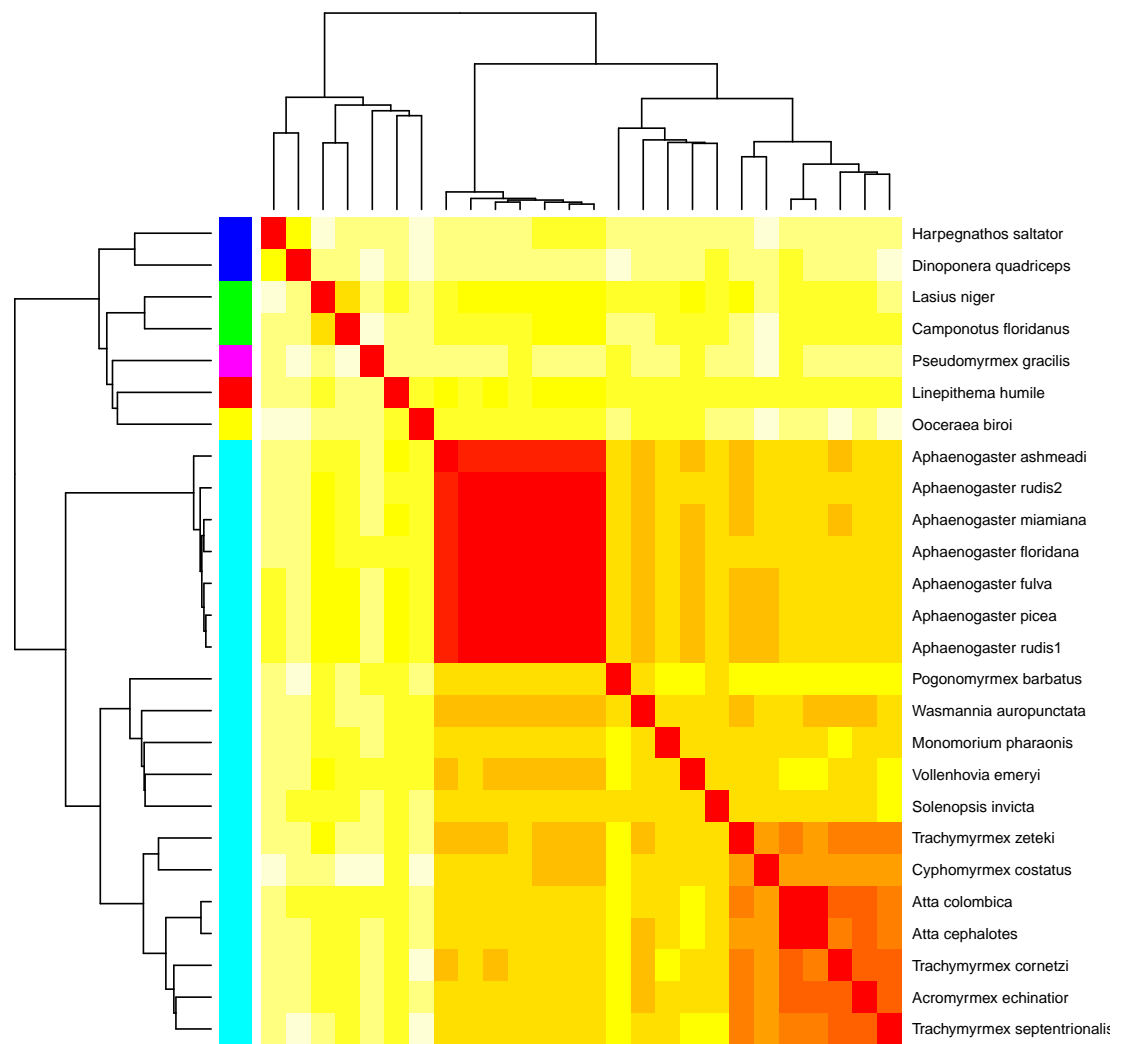 Harpegnathos saltator
Dinoponera quadriceps
Lasius niger
Camponotus floridanus
Pseudomyrmex gracilis
Linepithema humile
Ooceraea biroi
Aphaenogaster ashmeadi
Aphaenogaster rudis2
Aphaenogaster miamiana
Aphaenogaster floridana
Aphaenogaster fulva
Aphaenogaster picea
Aphaenogaster rudis1
Pogonomyrmex barbatus
Wasmannia auropunctata
Monomorium pharaonis
Vollenhovia emeryi
Solenopsis invicta
Trachymyrmex zeteki
Cyphomyrmex costatus
Atta colombica
Atta cephalotes
Trachymyrmex cornetzi
Acromyrmex echinatior
Trachymyrmex septentrionalis